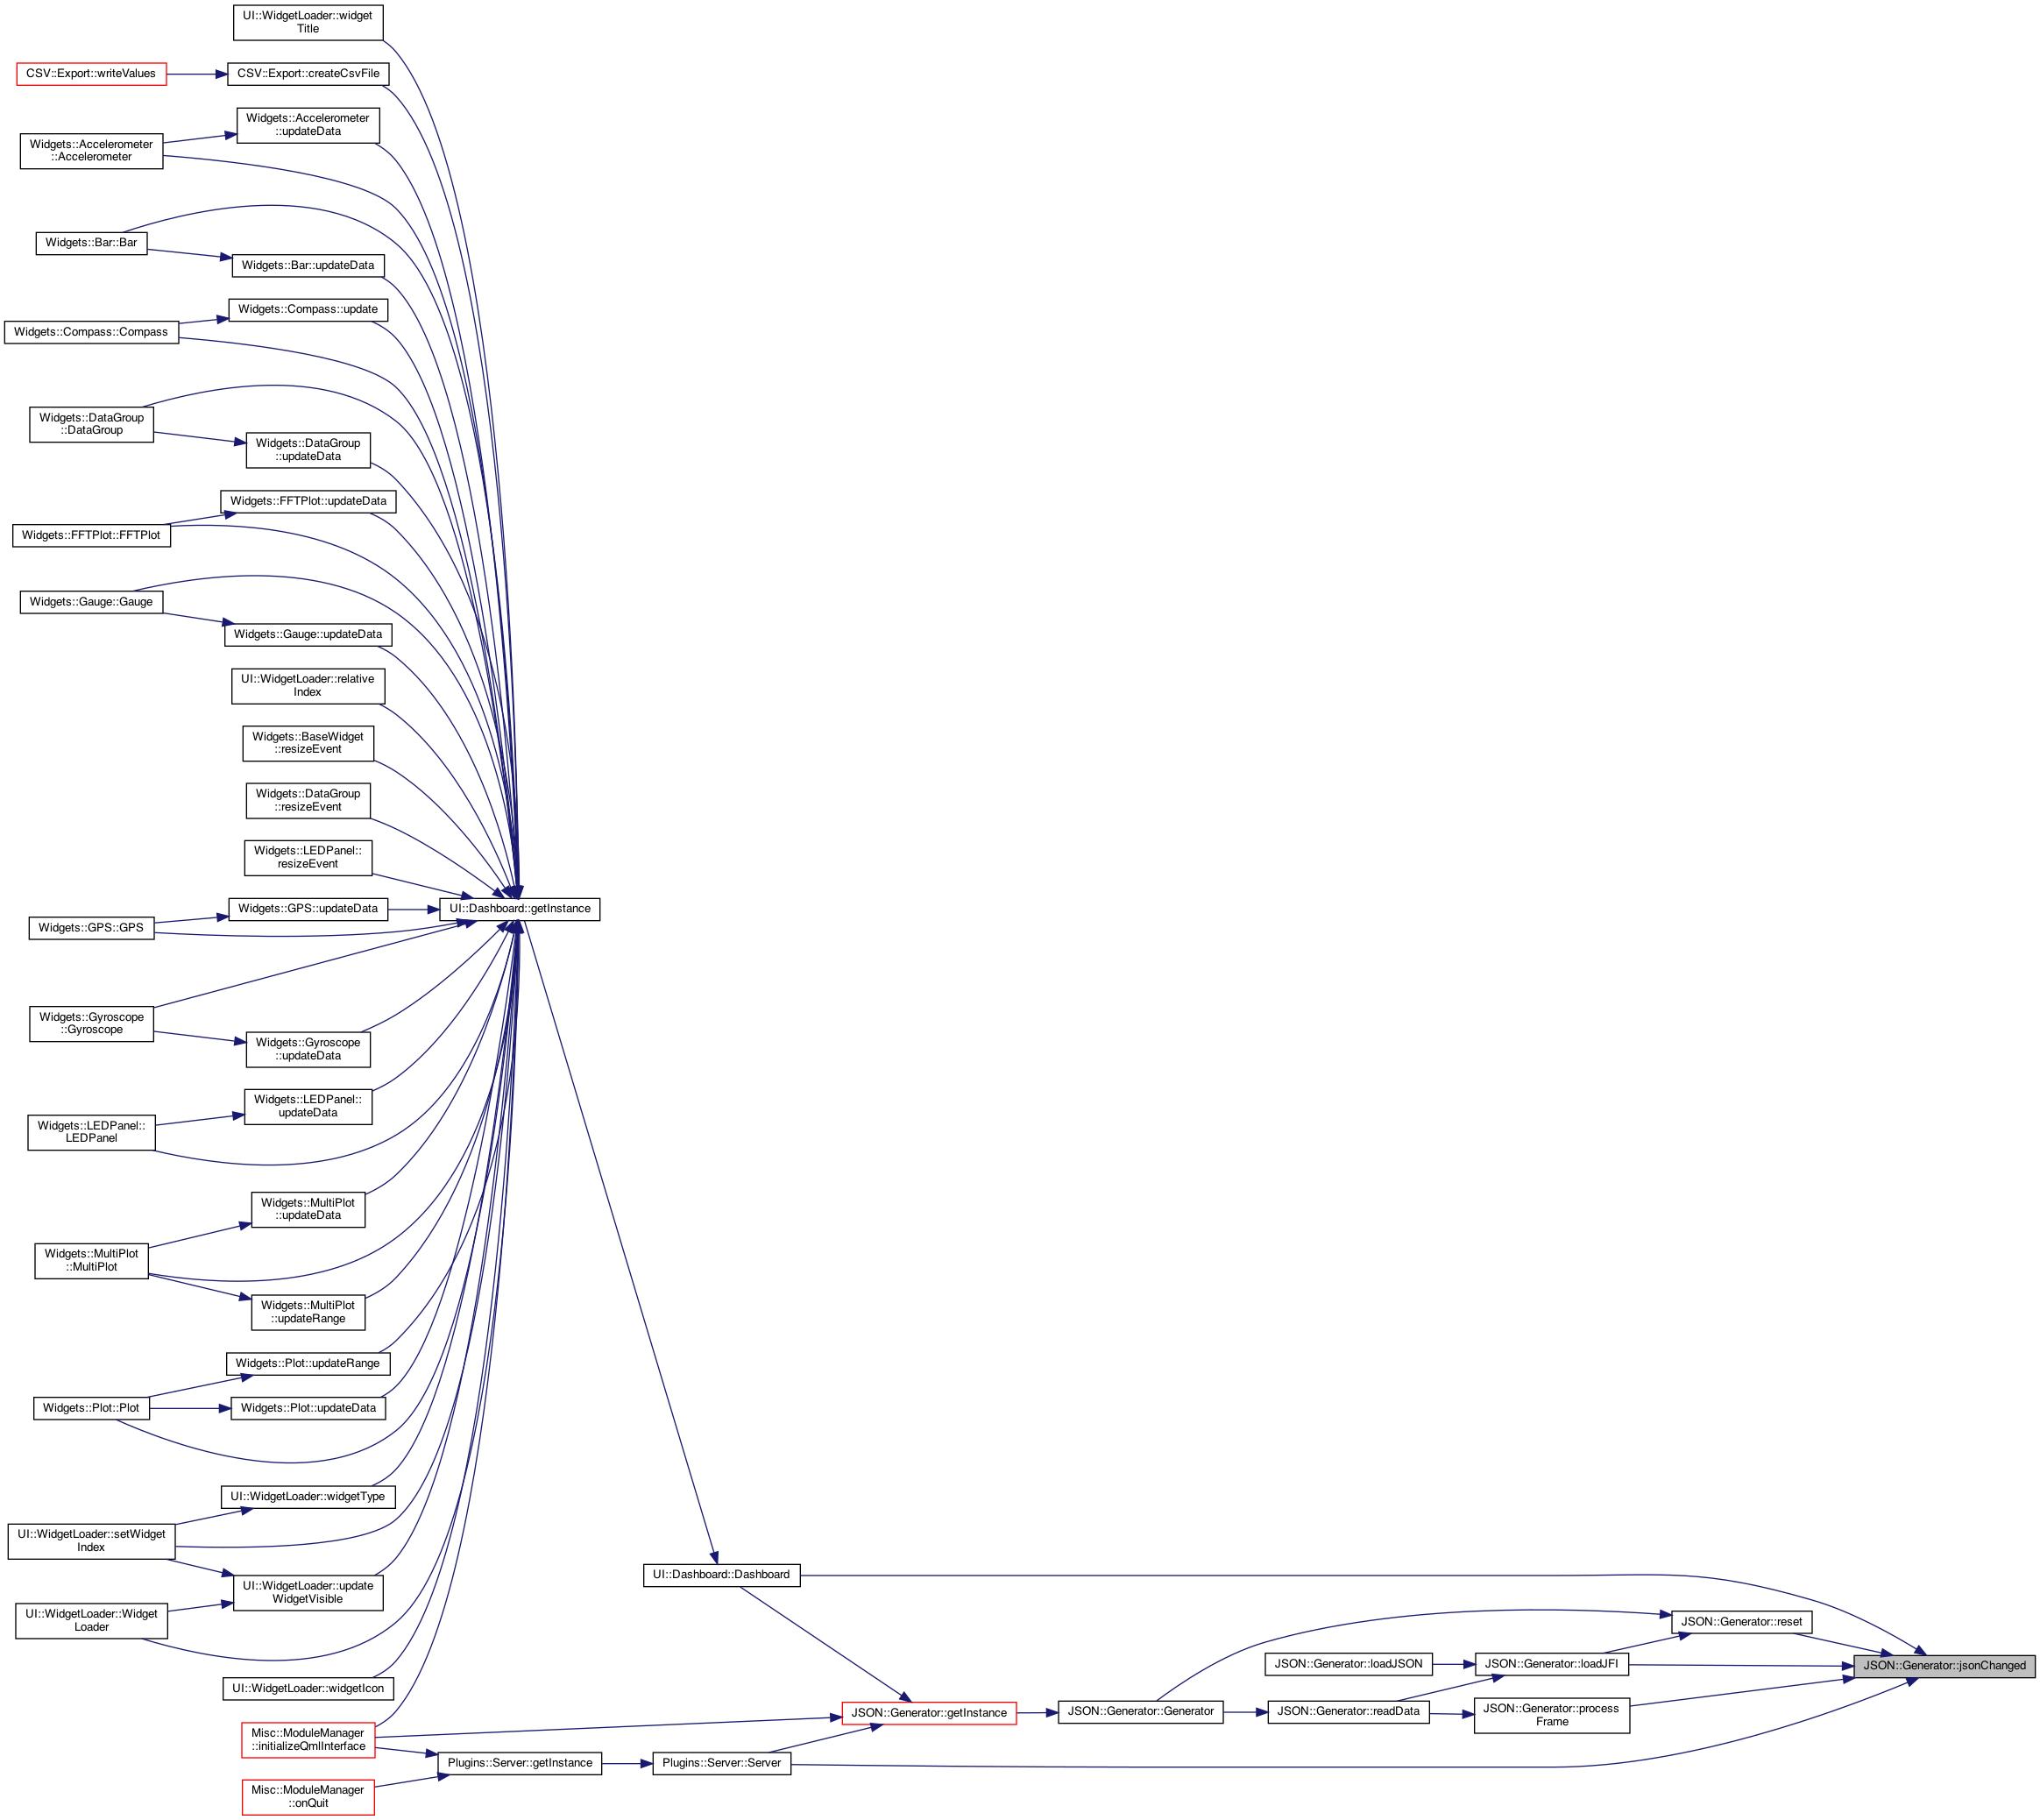 UI::WidgetLoader::widget
Title
CSV::Export::writeValues
CSV::Export::createCsvFile
Widgets::Accelerometer
::updateData
Widgets::Accelerometer
::Accelerometer
Widgets::Bar::Bar
Widgets::Bar::updateData
Widgets::Compass::update
Widgets::Compass::Compass
Widgets::DataGroup
::DataGroup
Widgets::DataGroup
::updateData
Widgets::FFTPlot::updateData
Widgets::FFTPlot::FFTPlot
Widgets::Gauge::Gauge
Widgets::Gauge::updateData
UI::WidgetLoader::relative
Index
Widgets::BaseWidget
::resizeEvent
Widgets::DataGroup
::resizeEvent
Widgets::LEDPanel::
resizeEvent
Widgets::GPS::updateData
UI::Dashboard::getInstance
Widgets::GPS::GPS
Widgets::Gyroscope
::Gyroscope
Widgets::Gyroscope
::updateData
Widgets::LEDPanel::
updateData
Widgets::LEDPanel::
LEDPanel
Widgets::MultiPlot
::updateData
Widgets::MultiPlot
::MultiPlot
Widgets::MultiPlot
::updateRange
Widgets::Plot::updateRange
Widgets::Plot::Plot
Widgets::Plot::updateData
UI::WidgetLoader::widgetType
UI::WidgetLoader::setWidget
Index
UI::Dashboard::Dashboard
UI::WidgetLoader::update
WidgetVisible
UI::WidgetLoader::Widget
Loader
JSON::Generator::reset
JSON::Generator::loadJSON
JSON::Generator::loadJFI
JSON::Generator::jsonChanged
UI::WidgetLoader::widgetIcon
JSON::Generator::getInstance
JSON::Generator::Generator
JSON::Generator::readData
JSON::Generator::process
Frame
Misc::ModuleManager
::initializeQmlInterface
Plugins::Server::getInstance
Plugins::Server::Server
Misc::ModuleManager
::onQuit